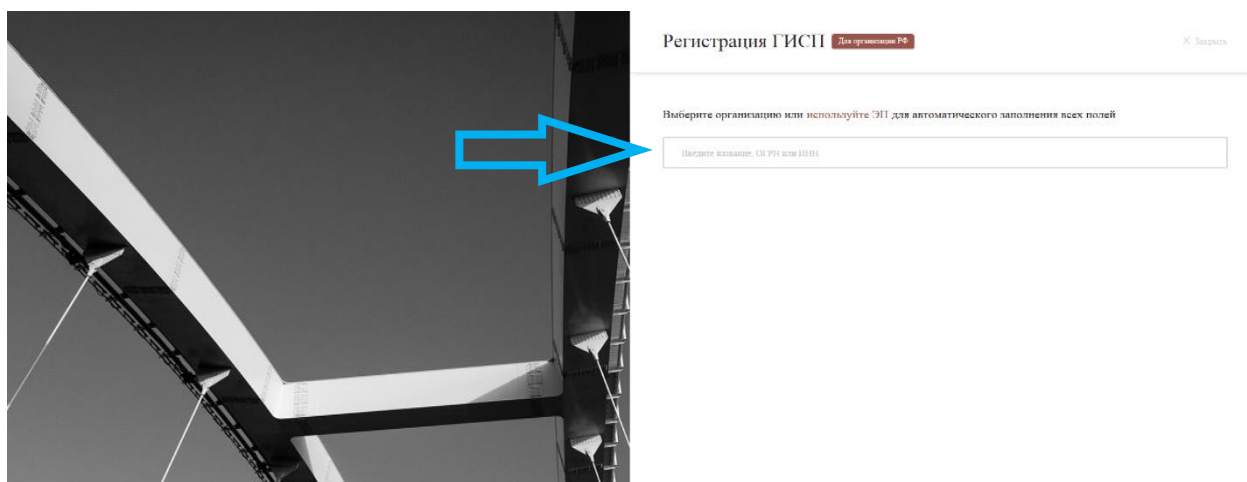 Регистрация ГИСП Для организации РФ
× Закрыть
Выберите организацию или используйте ЭП для автоматического заполнения всех полей
Введите название, ОГРН или ИНН